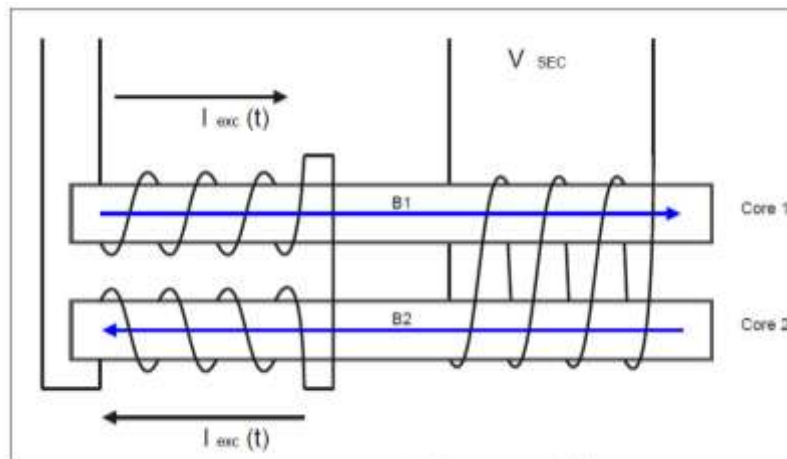 V SEC
I exc (t)
B1
Core 1
B2
Core 2
I exc (t)